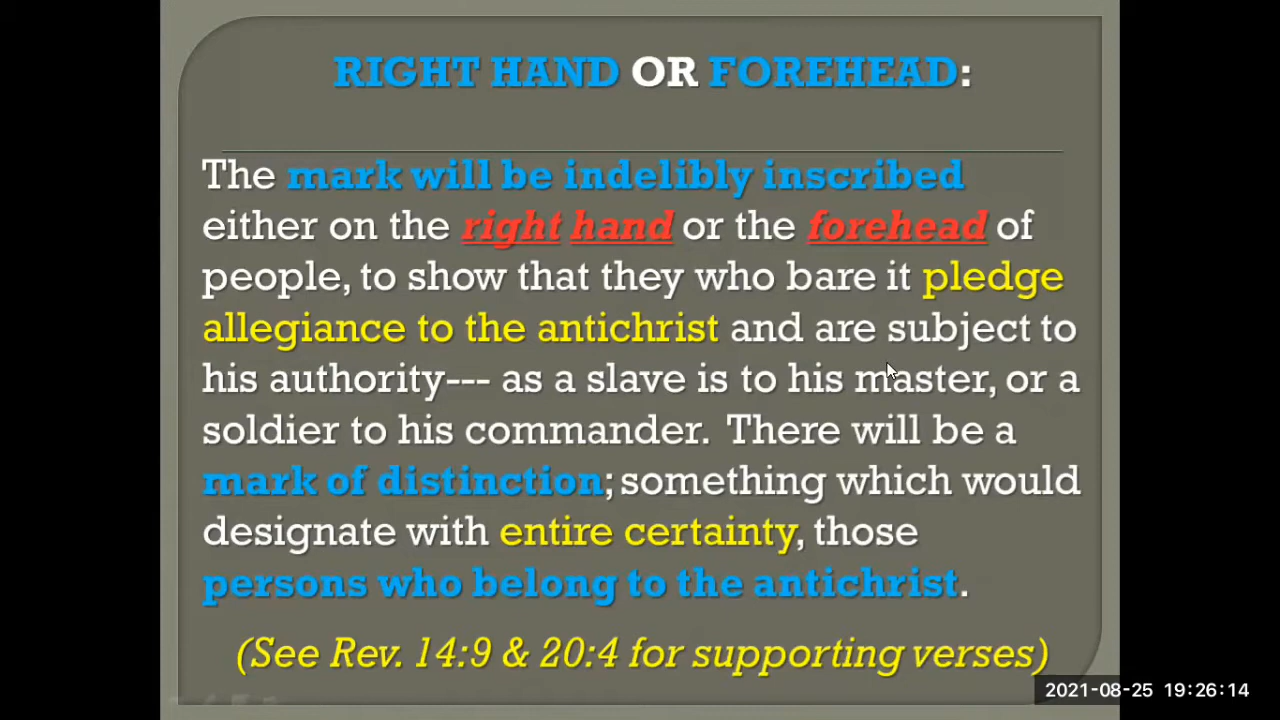 RIGHT HAND OR FOREHEAD:
The mark will be indelibly inscribed
either on the right hand or the forehead of
people, to show that they who bare it pledge
allegiance to the antichrist and are subject to
his authority--- as a slave is to his master, or a
soldier to his commander. There will be a
mark of distinction; something which would
designate with entire certainty, those
persons who belong to the antichrist.
(See Rev. 14:9 & 20:4 for supporting verses)
2021-08-25 19:26:14